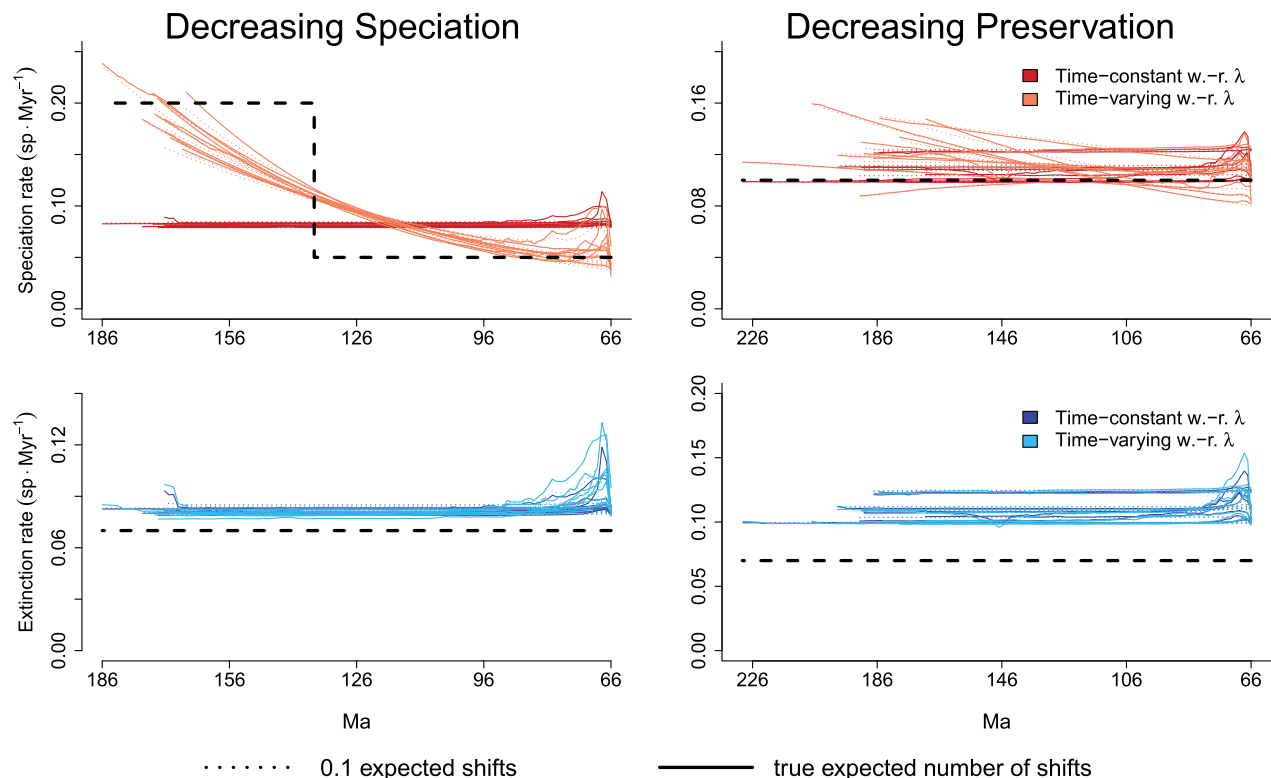 Decreasing Speciation
Decreasing Preservation
Speciation rate (sp · Myr⁻¹)
0.20
0.10
0.00
186
156
126
96
66
0.16
0.08
0.00
Time−constant w.−r. λ
Time−varying w.−r. λ
226
186
146
106
66
Extinction rate (sp · Myr⁻¹)
0.12
0.06
0.00
186
156
126
96
66
Ma
0.20
0.15
0.10
0.05
0.00
Time−constant w.−r. λ
Time−varying w.−r. λ
226
186
146
106
66
Ma
0.1 expected shifts
true expected number of shifts